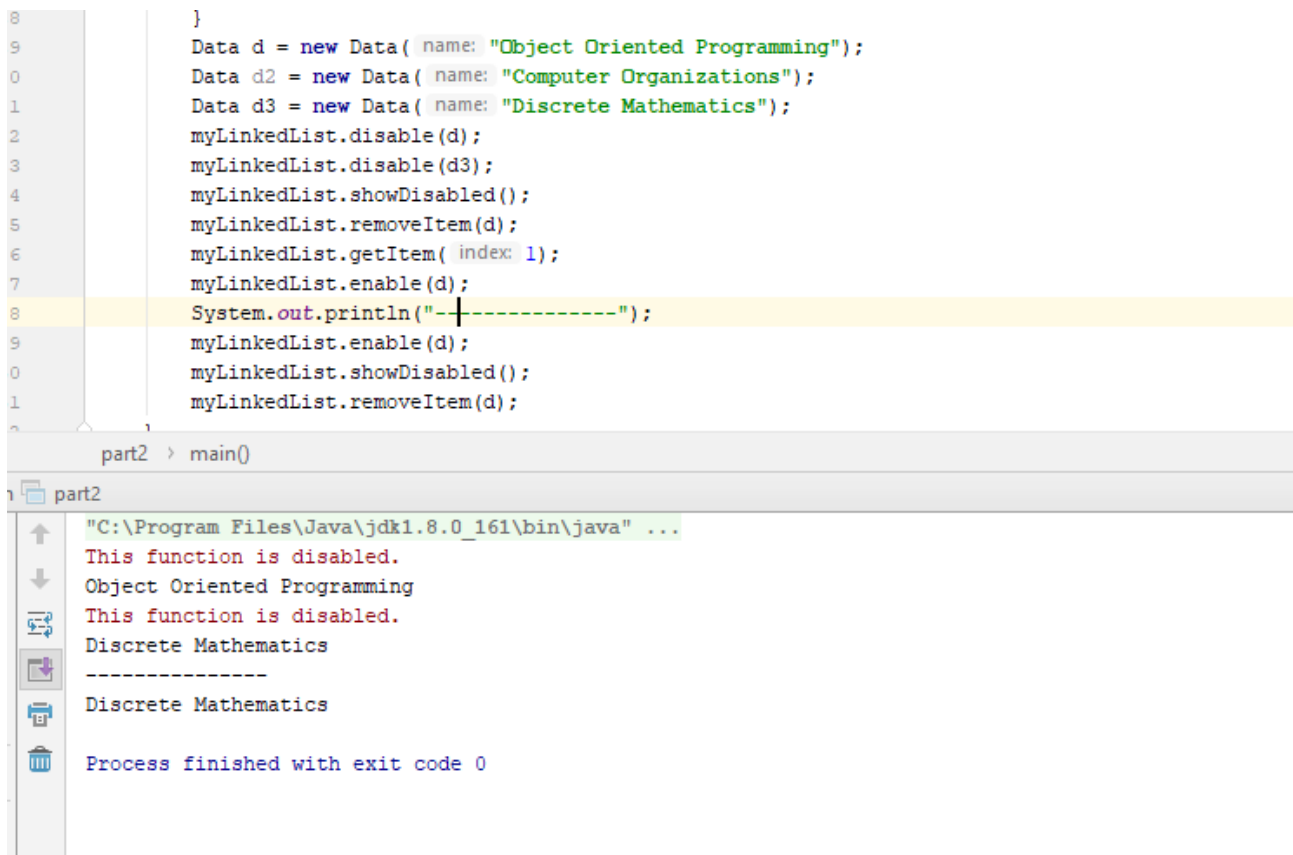 8 }
9 Data d = new Data( name: "Object Oriented Programming");
0 Data d2 = new Data( name: "Computer Organizations");
1 Data d3 = new Data( name: "Discrete Mathematics");
2 myLinkedList.disable(d);
3 myLinkedList.disable(d3);
4 myLinkedList.showDisabled();
5 myLinkedList.removeItem(d);
6 myLinkedList.getItem( index: 1);
7 myLinkedList.enable(d);
8 System.out.println("---------------");
9 myLinkedList.enable(d);
0 myLinkedList.showDisabled();
1 myLinkedList.removeItem(d);
part2 > main()
part2
"C:\Program Files\Java\jdk1.8.0_161\bin\java" ...
This function is disabled.
Object Oriented Programming
This function is disabled.
Discrete Mathematics
---------------
Discrete Mathematics
Process finished with exit code 0